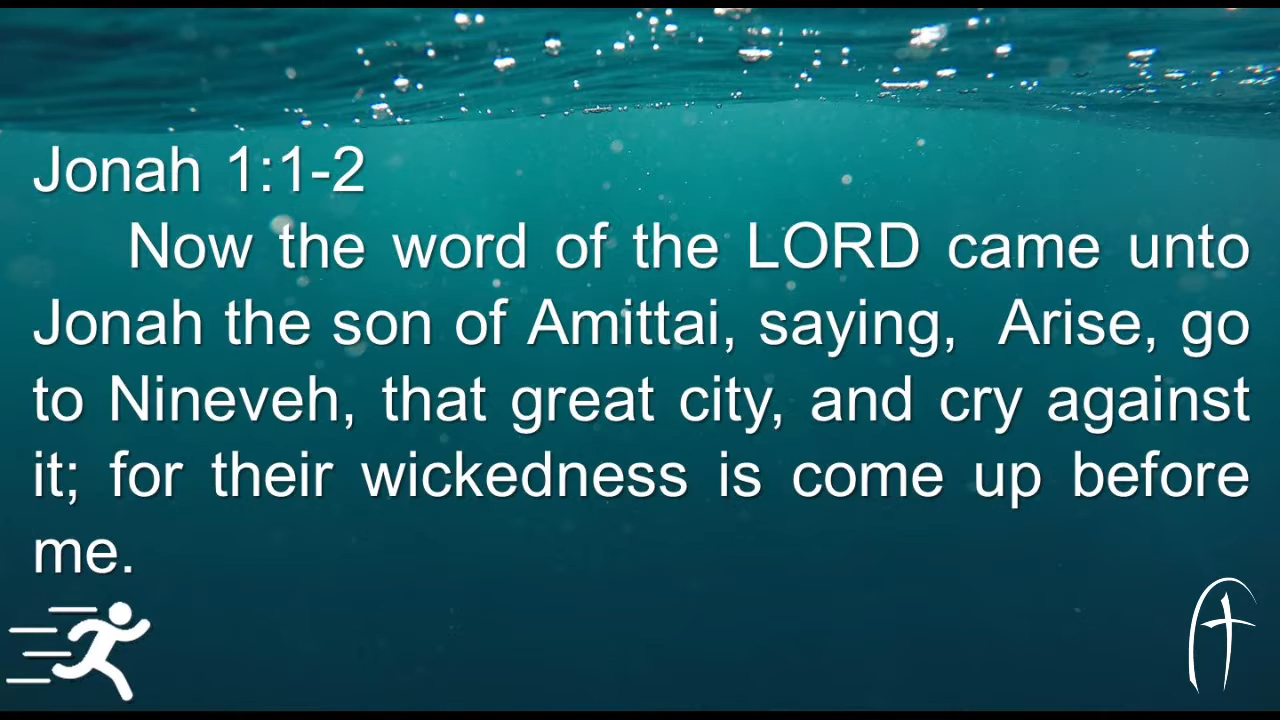 Jonah 1:1-2
Now the word of the LORD came unto
Jonah the son of Amittai, saying, Arise, go
to Nineveh, that great city, and cry against
it; for their wickedness is come up before
me.